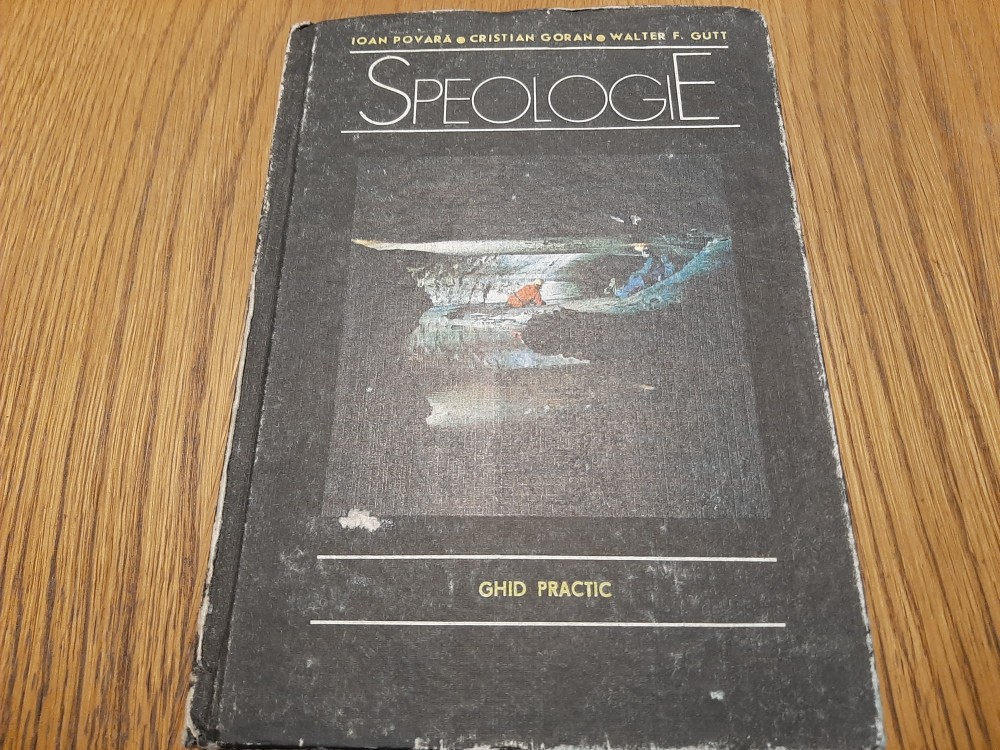 IOAN POVARĂ ● CRISTIAN GORAN ● WALTER F. GUTT
SPEOLOGIE
GHID PRACTIC